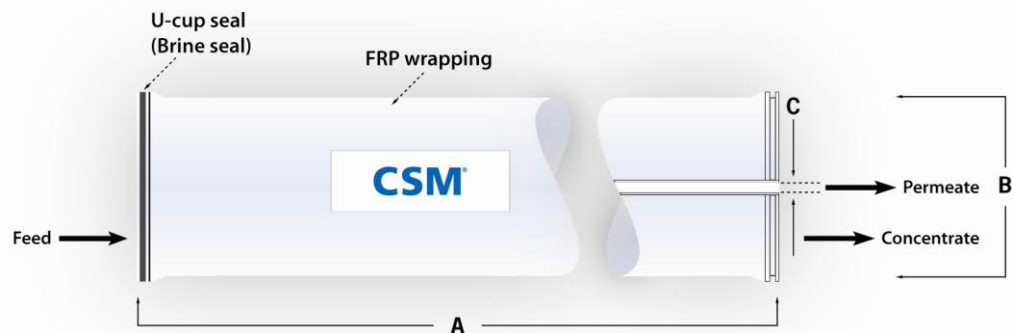 U-cup seal
(Brine seal)
FRP wrapping
C
CSM®
Permeate
B
Feed
Concentrate
A